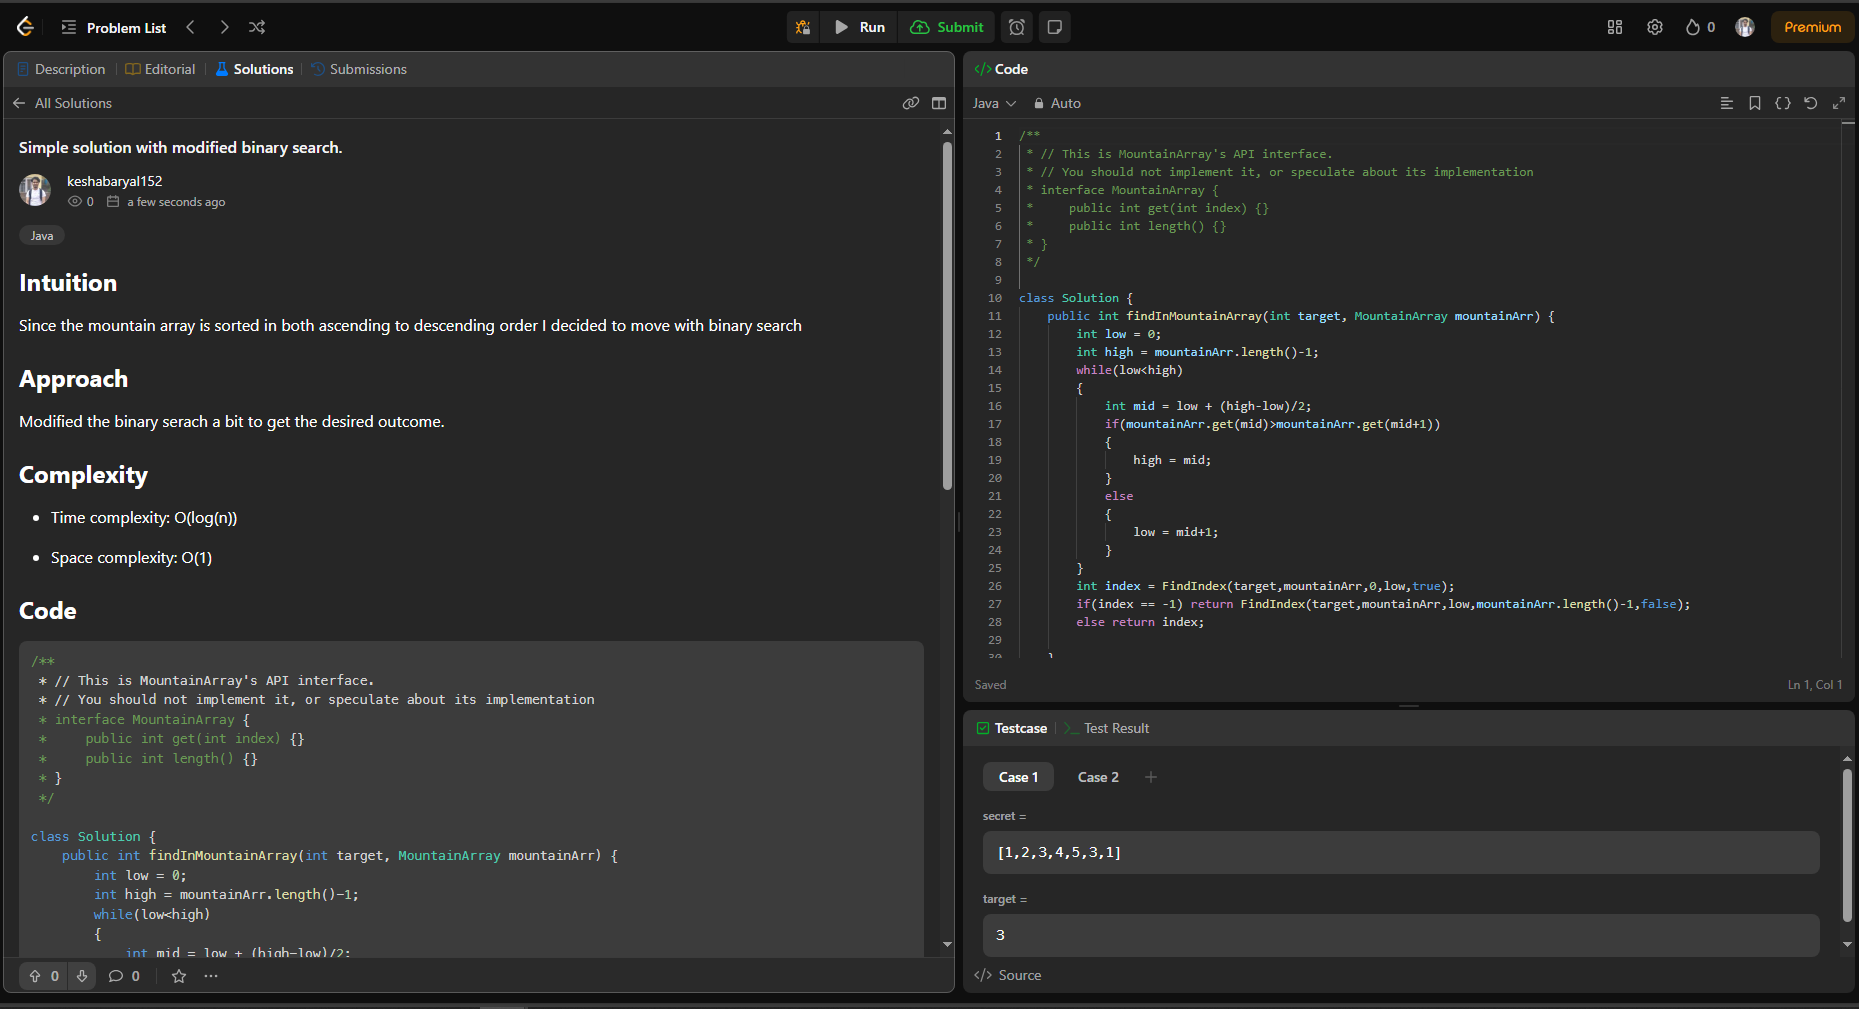 Problem List
Run
Submit
0
Premium
Description
Editorial
Solutions
Submissions
All Solutions
Simple solution with modified binary search.
keshabaryal152
0 a few seconds ago
Java
Intuition
Since the mountain array is sorted in both ascending to descending order I decided to move with binary search
Approach
Modified the binary serach a bit to get the desired outcome.
Complexity
• Time complexity: O(log(n))
• Space complexity: O(1)
Code
/**
 * // This is MountainArray's API interface.
 * // You should not implement it, or speculate about its implementation
 * interface MountainArray {
 *     public int get(int index) {}
 *     public int length() {}
 * }
 */
class Solution {
    public int findInMountainArray(int target, MountainArray mountainArr) {
        int low = 0;
        int high = mountainArr.length()-1;
        while(low<high)
        {
            int mid = low + (high-low)/2;
0
0
Code
Java
Auto
1 /**
2  * // This is MountainArray's API interface.
3  * // You should not implement it, or speculate about its implementation
4  * interface MountainArray {
5  *     public int get(int index) {}
6  *     public int length() {}
7  * }
8  */
9
10 class Solution {
11     public int findInMountainArray(int target, MountainArray mountainArr) {
12         int low = 0;
13         int high = mountainArr.length()-1;
14         while(low<high)
15         {
16             int mid = low + (high-low)/2;
17             if(mountainArr.get(mid)>mountainArr.get(mid+1))
18             {
19                 high = mid;
20             }
21             else
22             {
23                 low = mid+1;
24             }
25         }
26         int index = FindIndex(target,mountainArr,0,low,true);
27         if(index == -1) return FindIndex(target,mountainArr,low,mountainArr.length()-1,false);
28         else return index;
29
30     }
Saved
Ln 1, Col 1
Testcase
Test Result
Case 1
Case 2
secret =
[1,2,3,4,5,3,1]
target =
3
Source